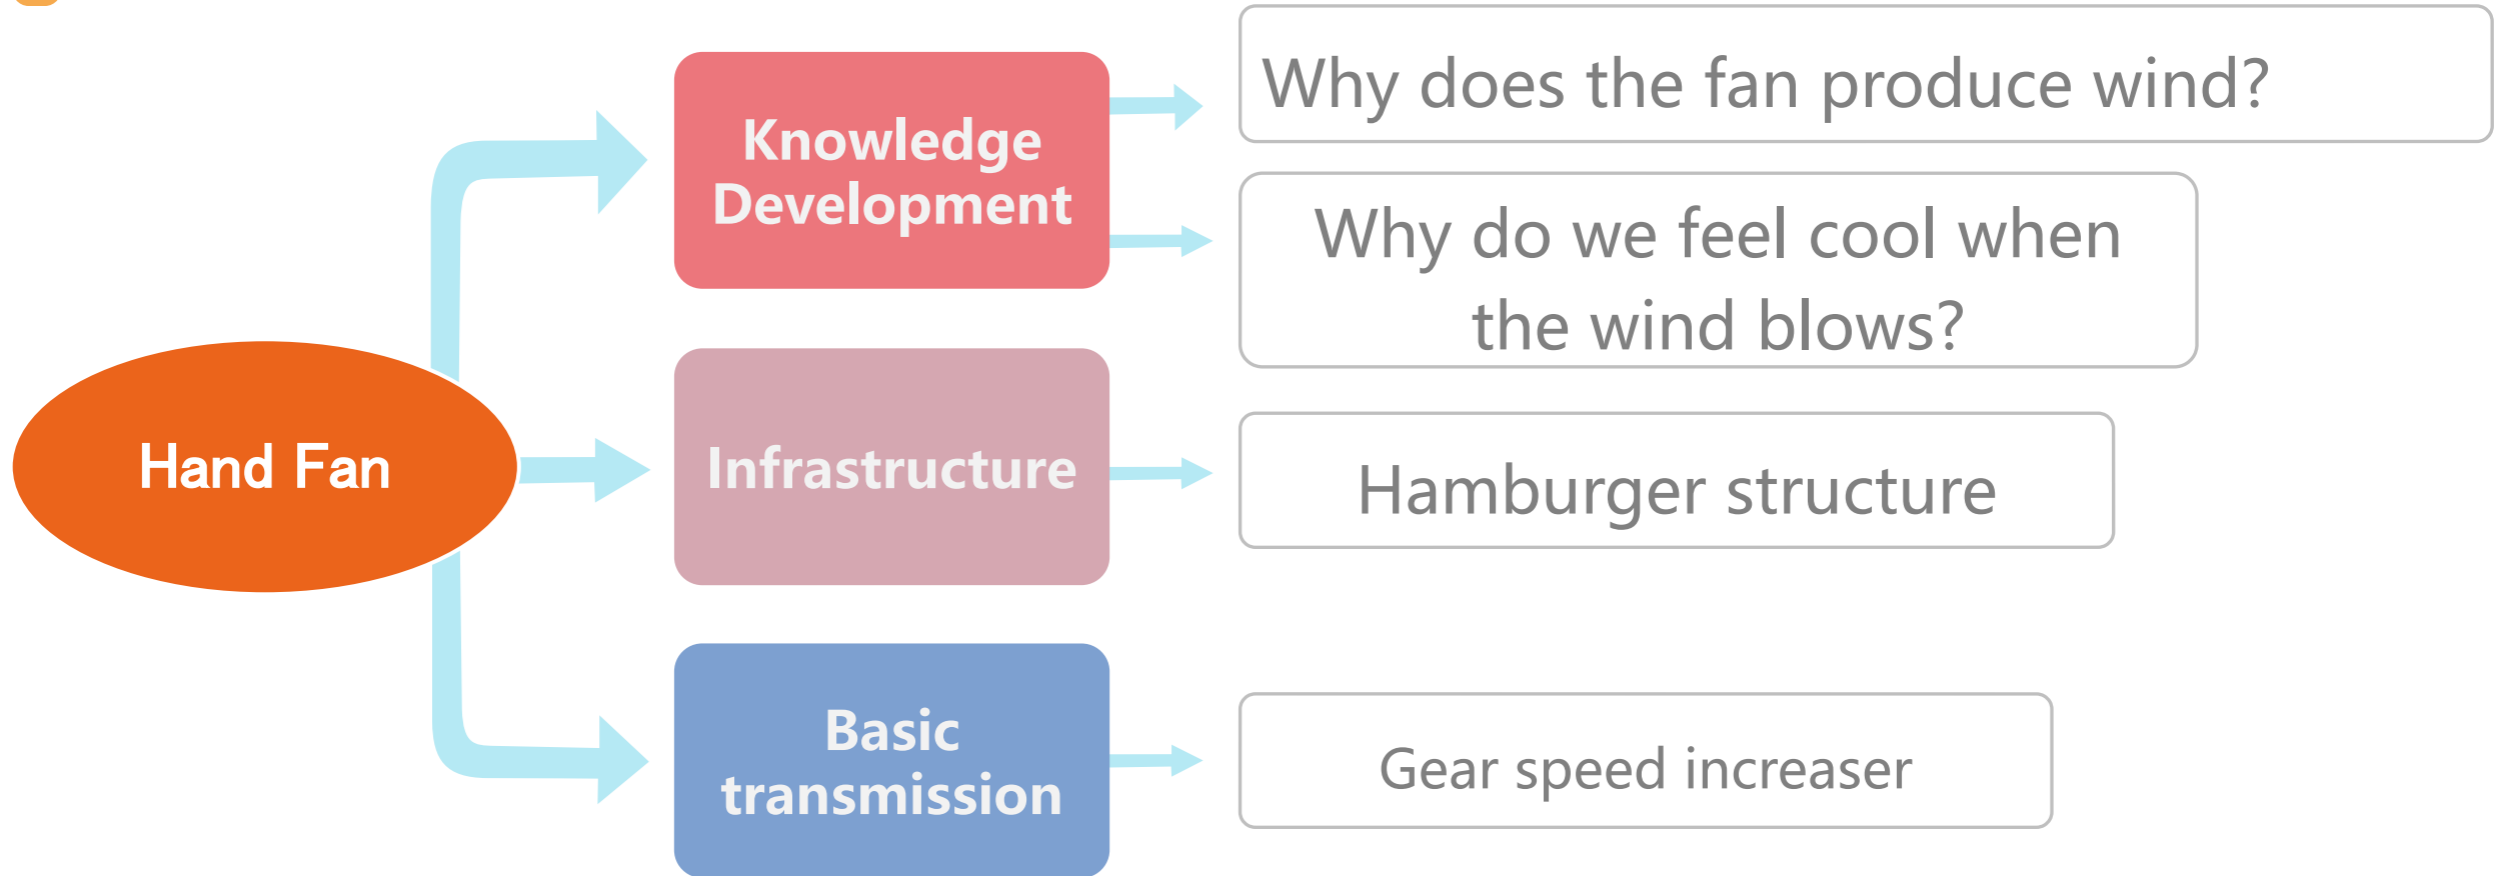 Hand Fan
Knowledge
Development
Why does the fan produce wind?
Why do we feel cool when
the wind blows?
Infrastructure
Hamburger structure
Basic
transmission
Gear speed increaser